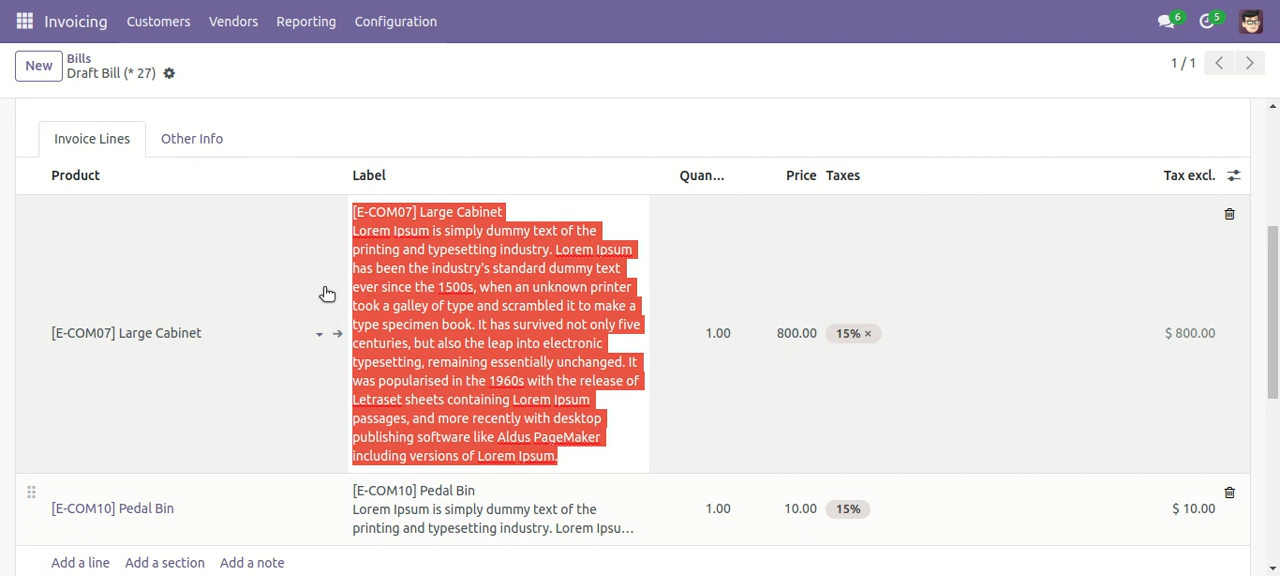 Invoicing Customers Vendors Reporting Configuration 6 5
New Bills
Draft Bill (* 27) 1 / 1
Invoice Lines Other Info
Product Label Quan... Price Taxes Tax excl.
[E-COM07] Large Cabinet
Lorem Ipsum is simply dummy text of the
printing and typesetting industry. Lorem Ipsum
has been the industry's standard dummy text
ever since the 1500s, when an unknown printer
took a galley of type and scrambled it to make a
type specimen book. It has survived not only five
[E-COM07] Large Cabinet 1.00 800.00 15% × $ 800.00
centuries, but also the leap into electronic
typesetting, remaining essentially unchanged. It
was popularised in the 1960s with the release of
Letraset sheets containing Lorem Ipsum
passages, and more recently with desktop
publishing software like Aldus PageMaker
including versions of Lorem Ipsum.
[E-COM10] Pedal Bin
[E-COM10] Pedal Bin Lorem Ipsum is simply dummy text of the 1.00 10.00 15% $ 10.00
printing and typesetting industry. Lorem Ipsu...
Add a line Add a section Add a note